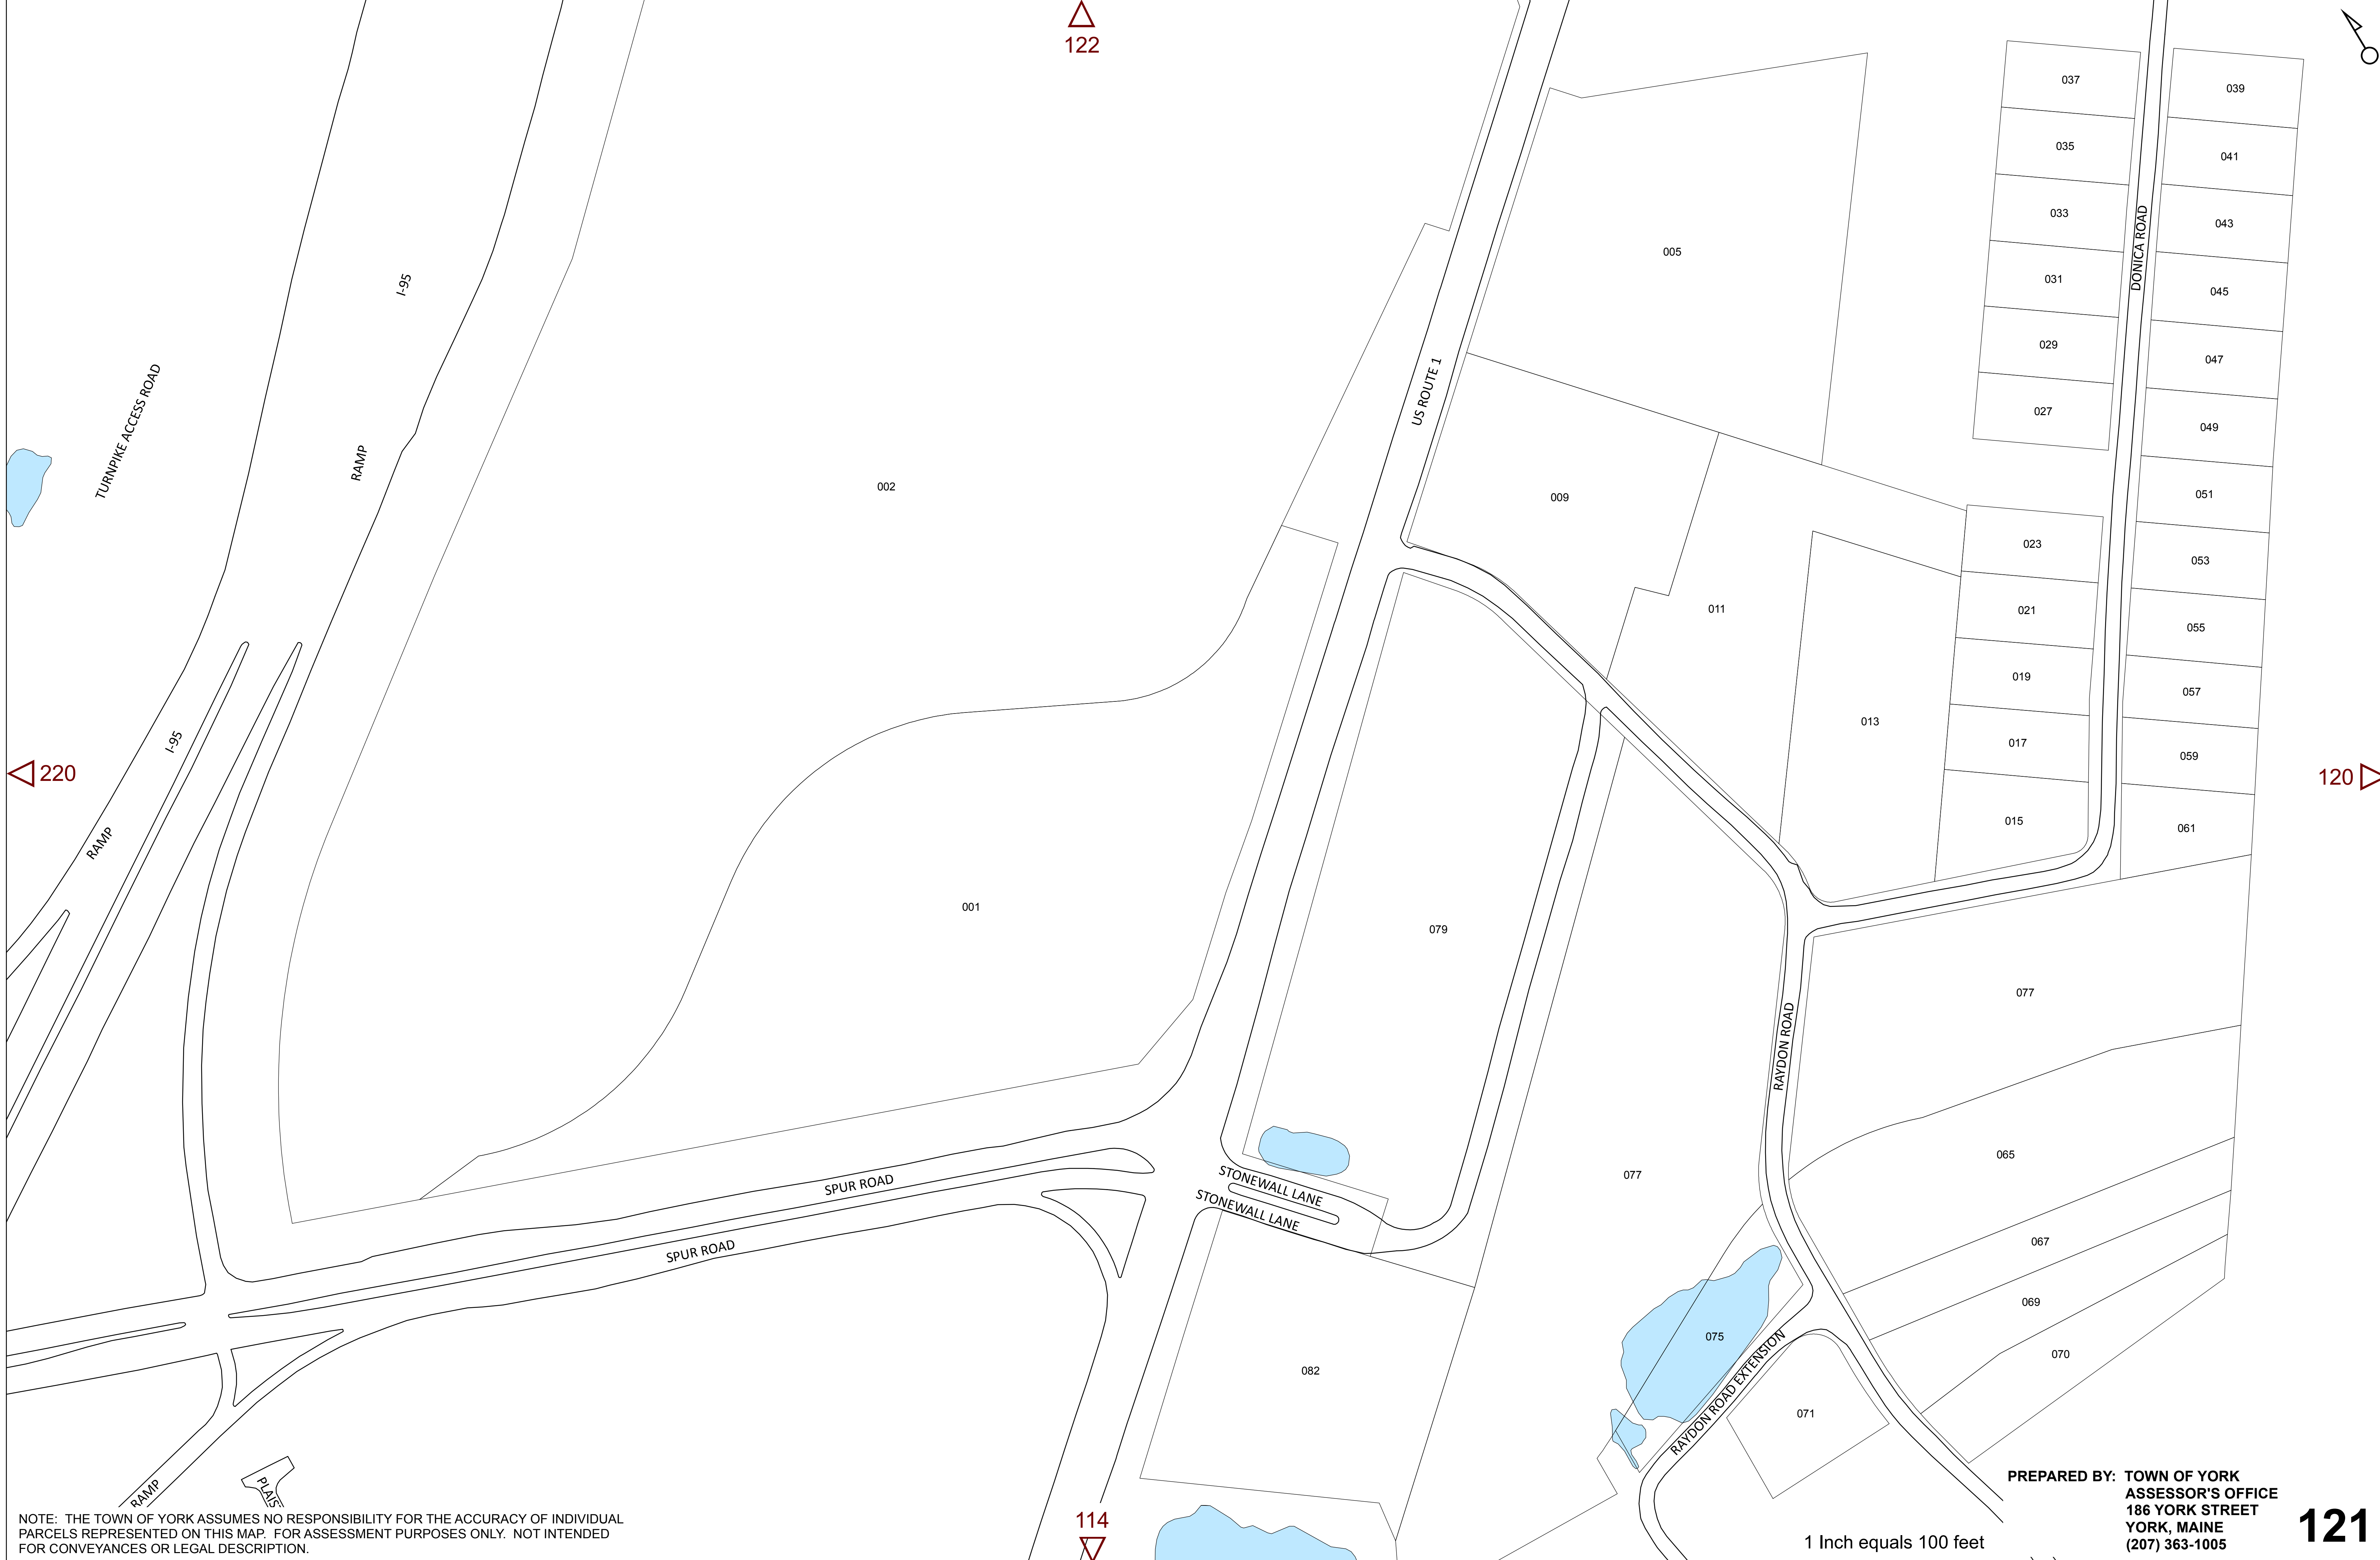 122
037
039
035
041
033
043
DONICA ROAD
005
I-95
031
045
029
047
US ROUTE 1
TURNPIKE ACCESS ROAD
027
049
RAMP
002
009
051
023
053
011
021
055
019
057
013
I-95
017
059
220
120
015
061
RAMP
001
079
077
RAYDON ROAD
065
077
SPUR ROAD
STONEWALL LANE
STONEWALL LANE
SPUR ROAD
067
069
075
070
082
RAYDON ROAD EXTENSION
071
RAMP
PLAIS
114
NOTE: THE TOWN OF YORK ASSUMES NO RESPONSIBILITY FOR THE ACCURACY OF INDIVIDUAL
PARCELS REPRESENTED ON THIS MAP. FOR ASSESSMENT PURPOSES ONLY. NOT INTENDED
FOR CONVEYANCES OR LEGAL DESCRIPTION.
1 Inch equals 100 feet
PREPARED BY: TOWN OF YORK
ASSESSOR'S OFFICE
186 YORK STREET
YORK, MAINE
(207) 363-1005
121